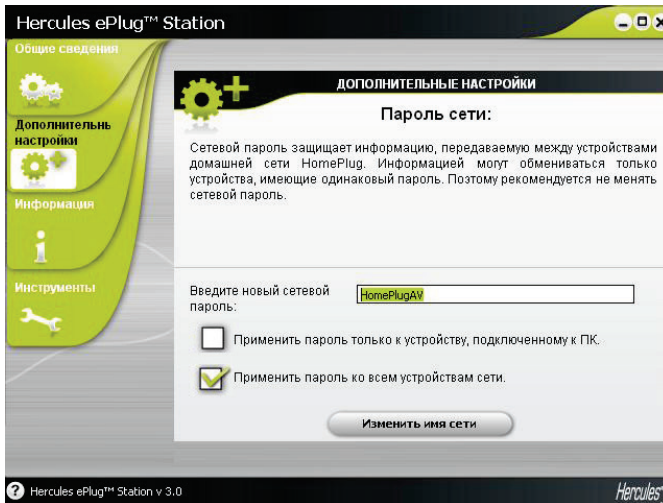 Hercules ePlug™ Station
Общие сведения
Дополнительнь
настройки
Информация
Инструменты
ДОПОЛНИТЕЛЬНЫЕ НАСТРОЙКИ
Пароль сети:
Сетевой пароль защищает информацию, передаваемую между устройствами
домашней сети HomePlug. Информацией могут обмениваться только
устройства, имеющие одинаковый пароль. Поэтому рекомендуется не менять
сетевой пароль.
Введите новый сетевой
пароль:
HomePlugAV
Применить пароль только к устройству, подключенному к ПК.
Применить пароль ко всем устройствам сети.
Изменить имя сети
? Hercules ePlug™ Station v 3.0
Hercules